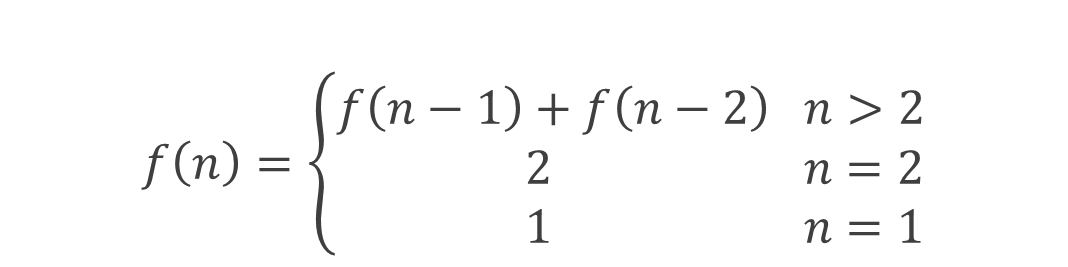 f(n) = { f(n − 1) + f(n − 2) n > 2
2 n = 2
1 n = 1